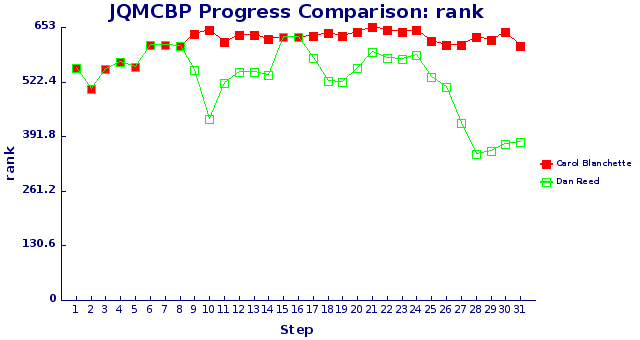 JQMCBP Progress Comparison: rank
653
522.4
391.8
261.2
130.6
0
rank
1 2 3 4 5 6 7 8 9 10 11 12 13 14 15 16 17 18 19 20 21 22 23 24 25 26 27 28 29 30 31
Step
Carol Blanchette
Dan Reed